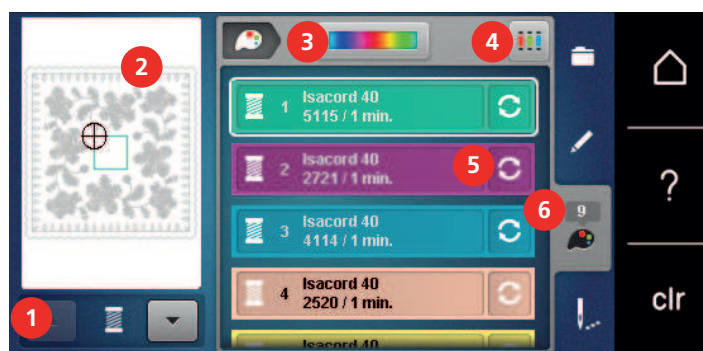 2
3
4
1 Isacord 40
5115 / 1 min.
2 Isacord 40
2721 / 1 min.
5
3 Isacord 40
4114 / 1 min.
6
9
4 Isacord 40
2520 / 1 min.
Isacord 40
1
?
clr